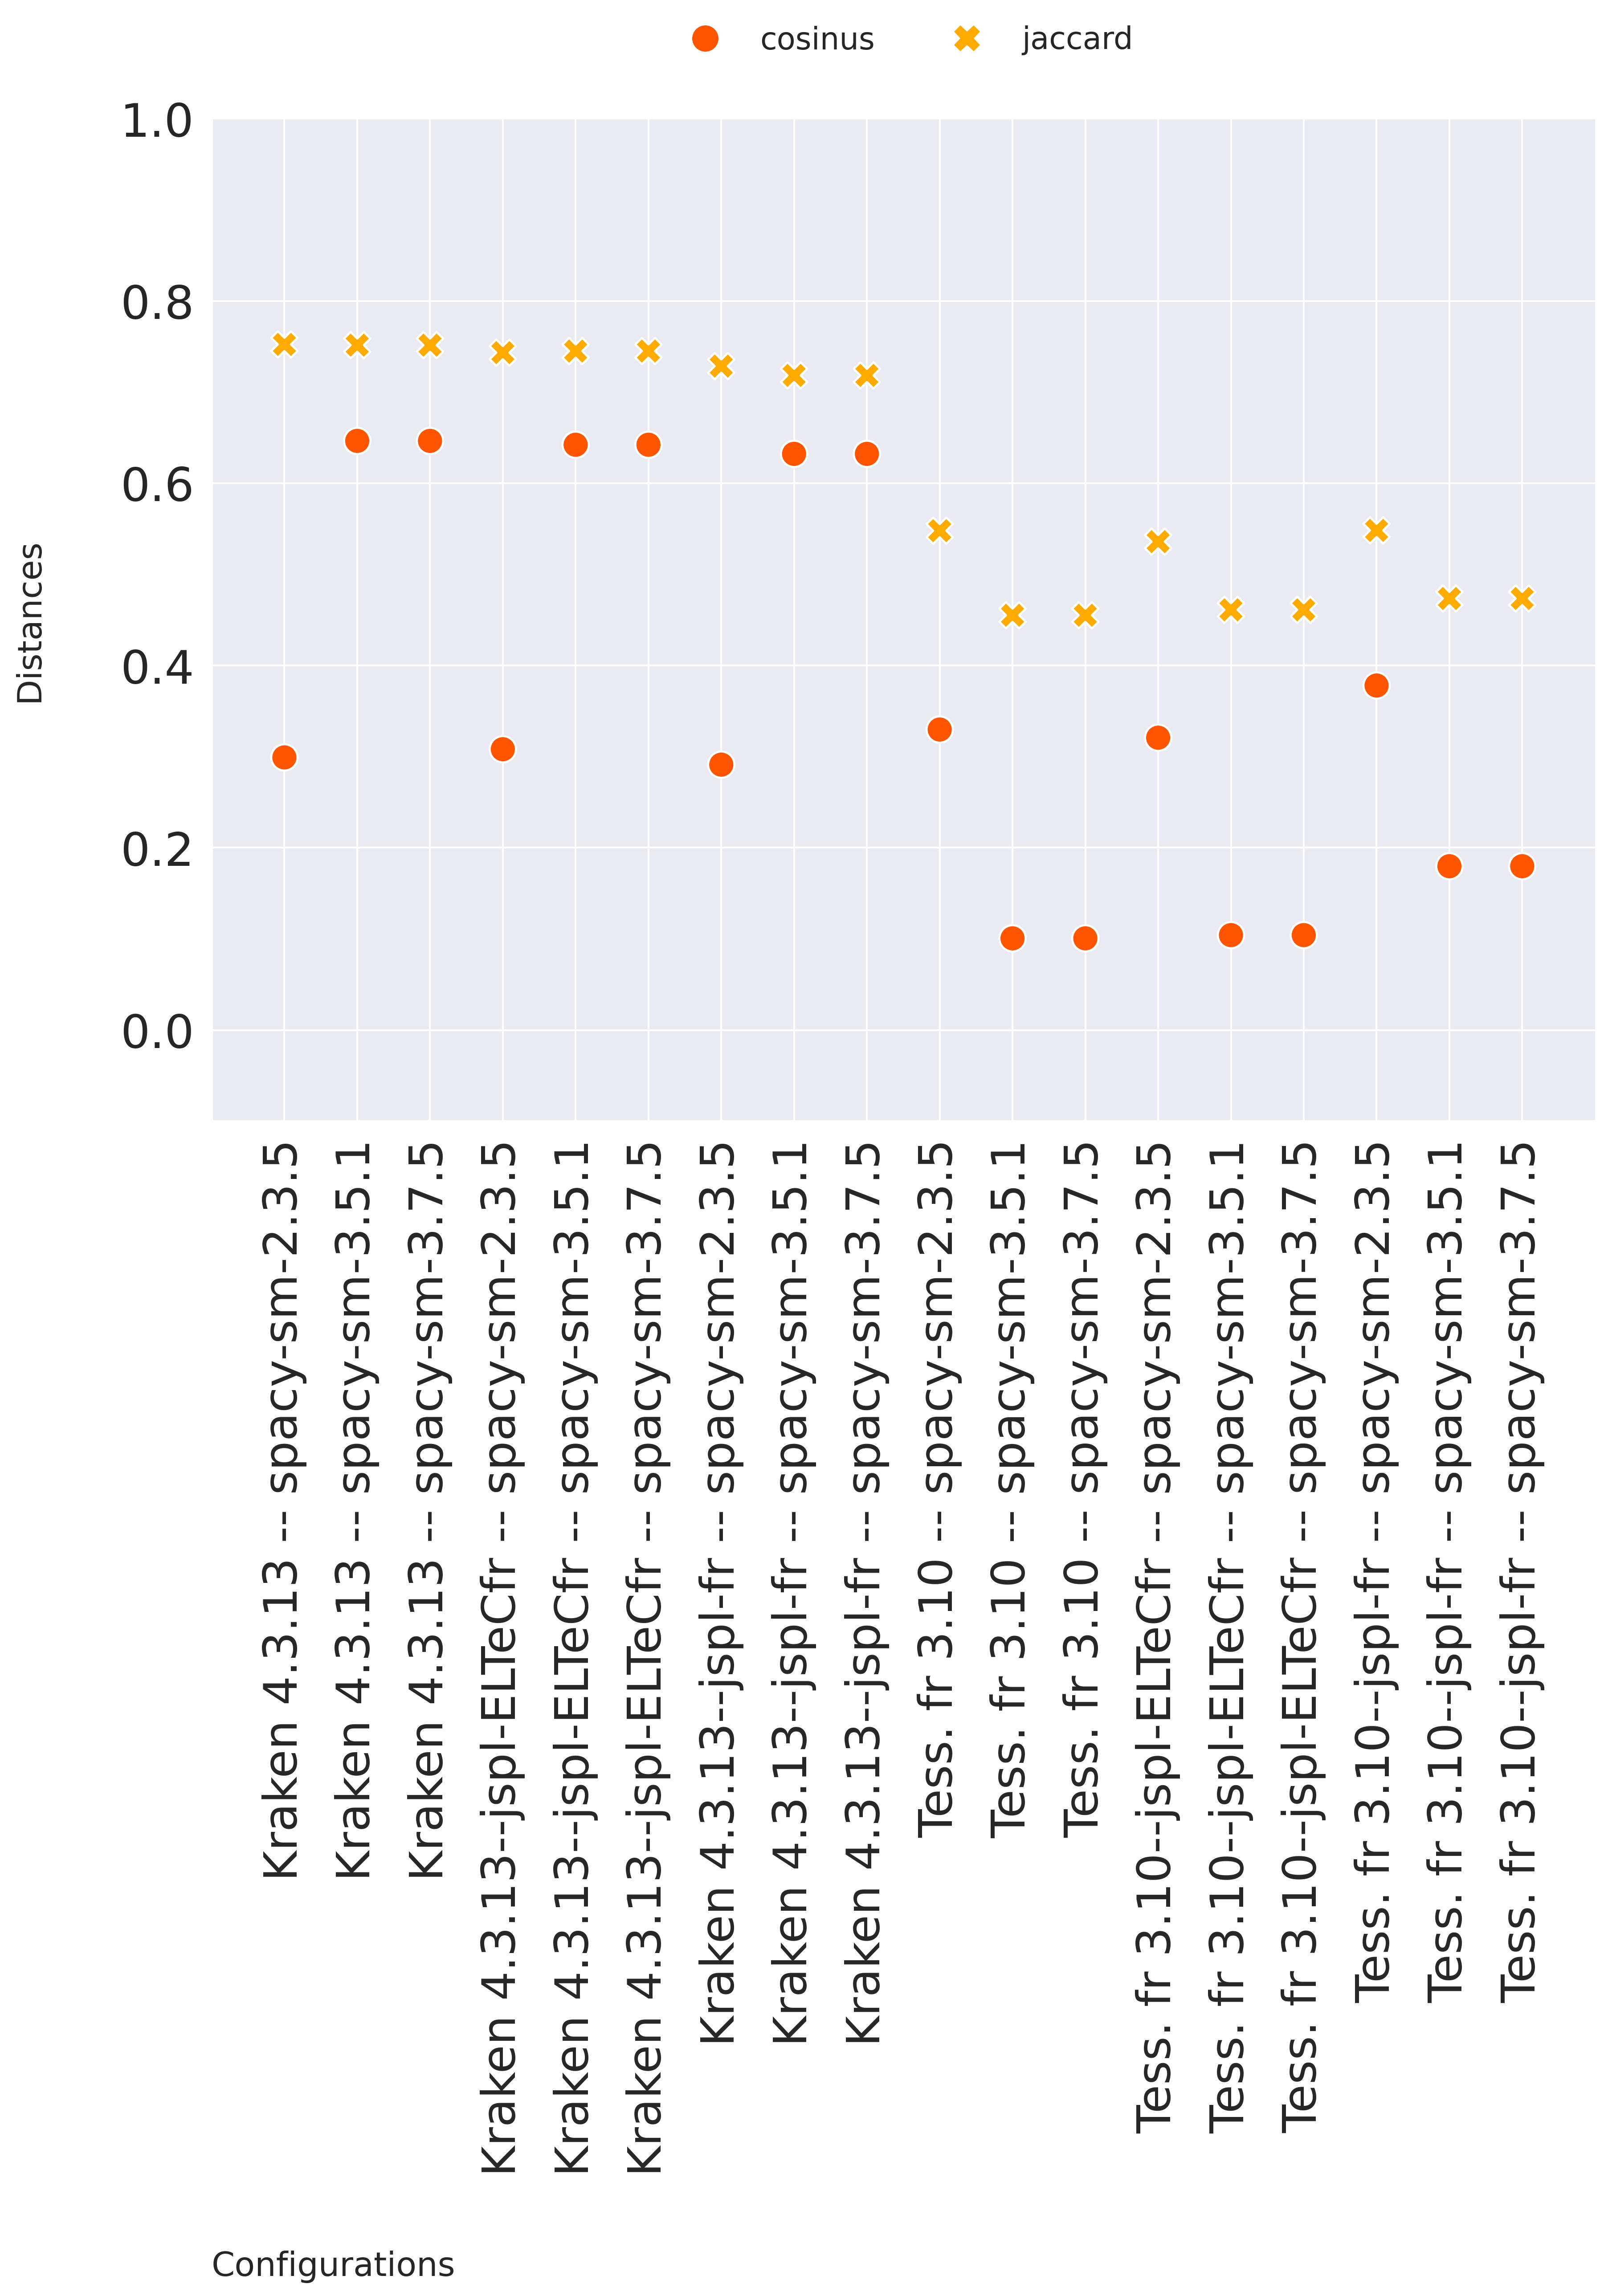 cosinus
jaccard
1.0
0.8
0.6
0.4
0.2
0.0
Distances
Kraken 4.3.13 -- spacy-sm-2.3.5
Kraken 4.3.13 -- spacy-sm-3.5.1
Kraken 4.3.13 -- spacy-sm-3.7.5
Kraken 4.3.13--jspl-ELTeCfr -- spacy-sm-2.3.5
Kraken 4.3.13--jspl-ELTeCfr -- spacy-sm-3.5.1
Kraken 4.3.13--jspl-ELTeCfr -- spacy-sm-3.7.5
Kraken 4.3.13--jspl-fr -- spacy-sm-2.3.5
Kraken 4.3.13--jspl-fr -- spacy-sm-3.5.1
Kraken 4.3.13--jspl-fr -- spacy-sm-3.7.5
Tess. fr 3.10 -- spacy-sm-2.3.5
Tess. fr 3.10 -- spacy-sm-3.5.1
Tess. fr 3.10 -- spacy-sm-3.7.5
Tess. fr 3.10--jspl-ELTeCfr -- spacy-sm-2.3.5
Tess. fr 3.10--jspl-ELTeCfr -- spacy-sm-3.5.1
Tess. fr 3.10--jspl-ELTeCfr -- spacy-sm-3.7.5
Tess. fr 3.10--jspl-fr -- spacy-sm-2.3.5
Tess. fr 3.10--jspl-fr -- spacy-sm-3.5.1
Tess. fr 3.10--jspl-fr -- spacy-sm-3.7.5
Configurations